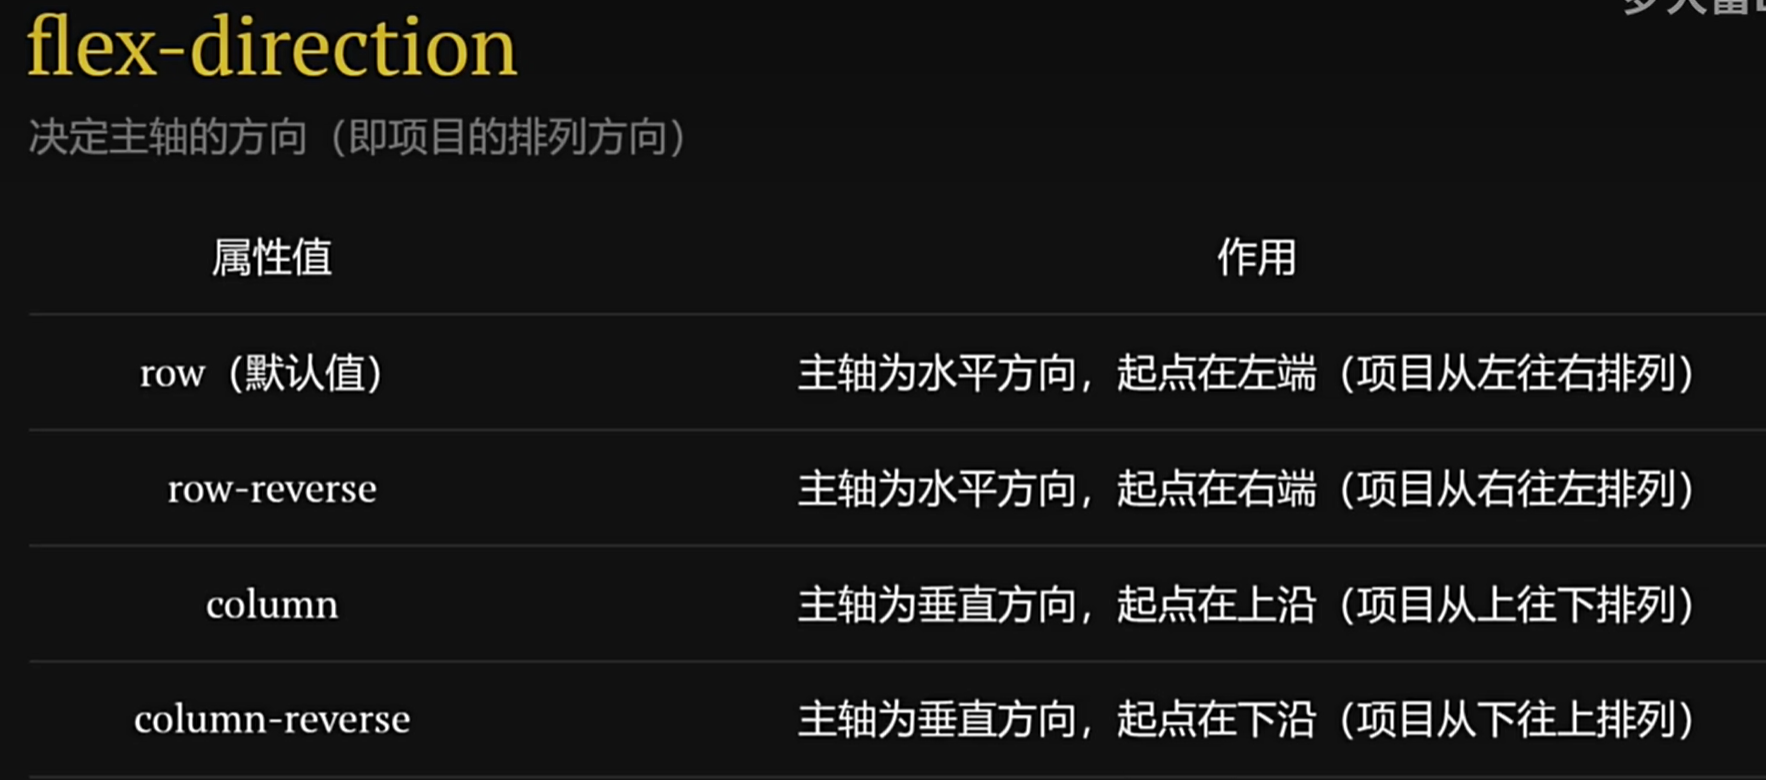 flex-direction
决定主轴的方向（即项目的排列方向）
属性值 作用
row（默认值） 主轴为水平方向，起点在左端（项目从左往右排列）
row-reverse 主轴为水平方向，起点在右端（项目从右往左排列）
column 主轴为垂直方向，起点在上沿（项目从上往下排列）
column-reverse 主轴为垂直方向，起点在下沿（项目从下往上排列）